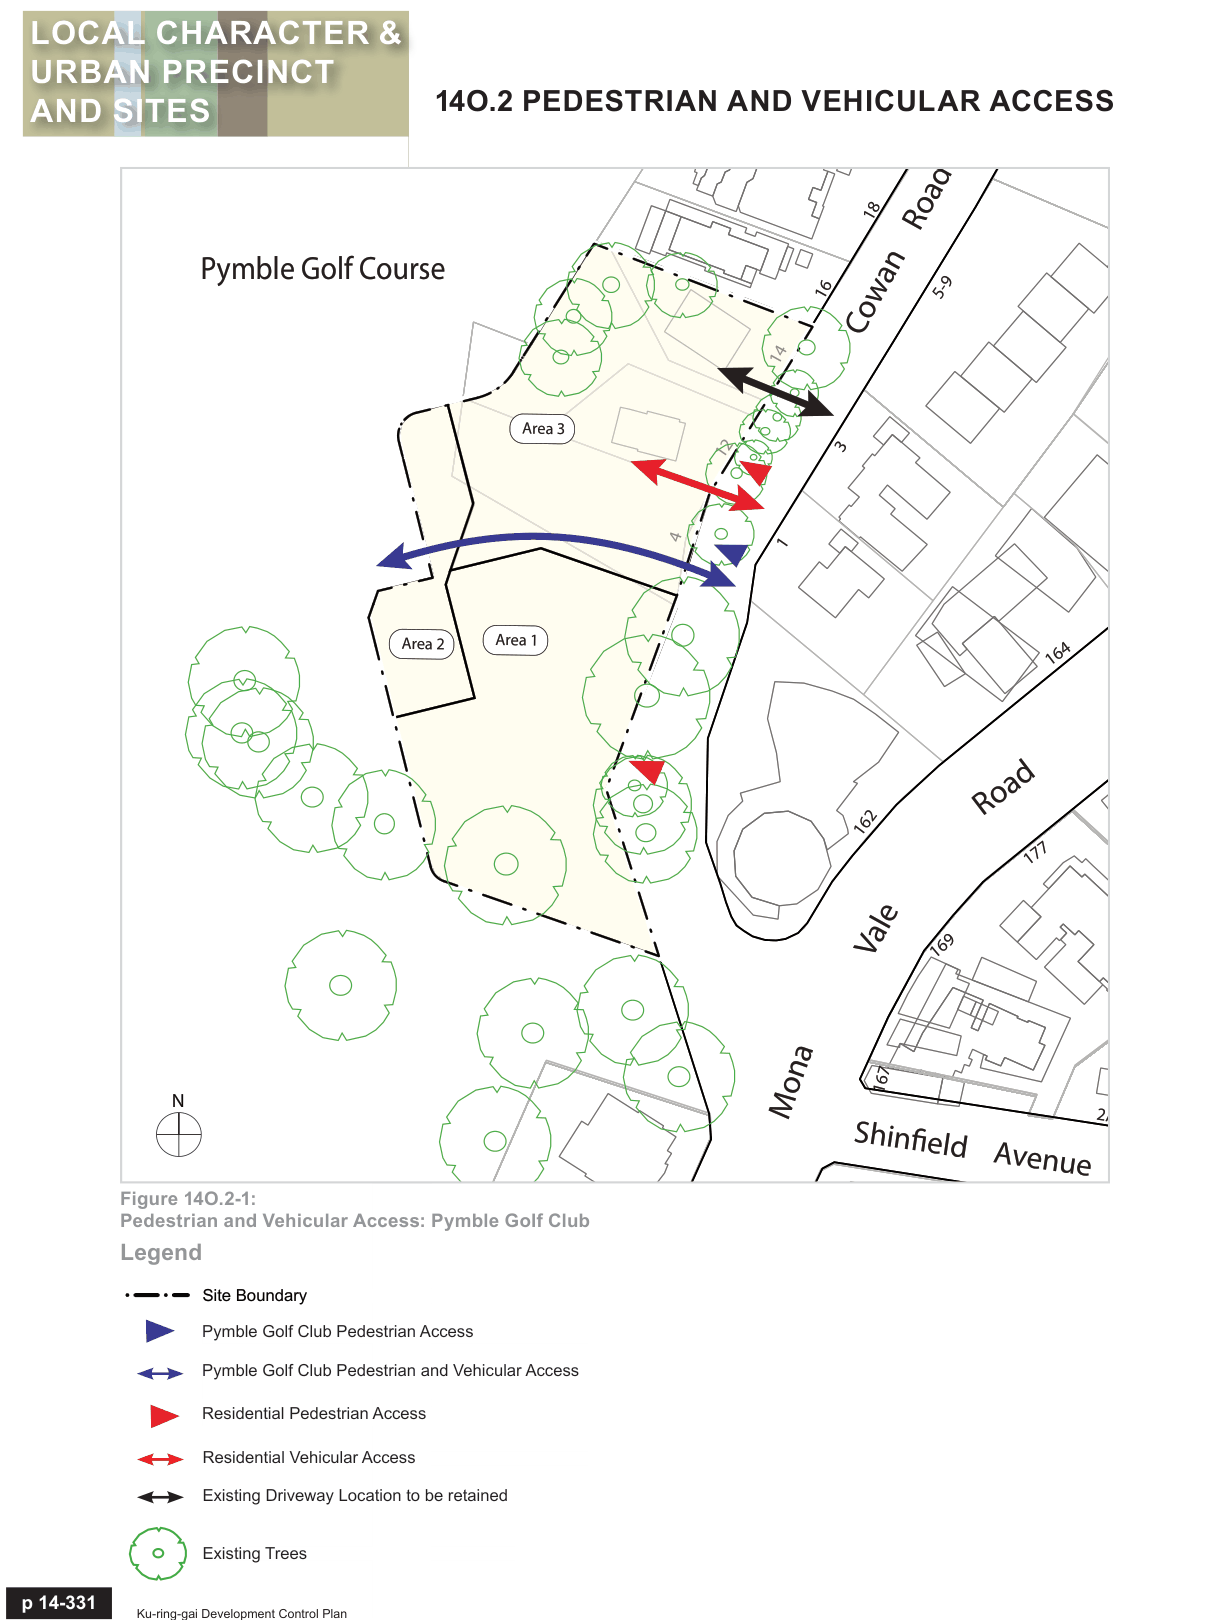 LOCAL CHARACTER &
URBAN PRECINCT
AND SITES
14O.2 PEDESTRIAN AND VEHICULAR ACCESS
Pymble Golf Course
Cowan Road
18
16
5-9
14
12
3
4
1
Area 3
Area 2
Area 1
164
162
Mona Vale Road
177
169
167
Shinfield Avenue
N
Figure 14O.2-1:
Pedestrian and Vehicular Access: Pymble Golf Club
Legend
Site Boundary
Pymble Golf Club Pedestrian Access
Pymble Golf Club Pedestrian and Vehicular Access
Residential Pedestrian Access
Residential Vehicular Access
Existing Driveway Location to be retained
Existing Trees
p 14-331
Ku-ring-gai Development Control Plan